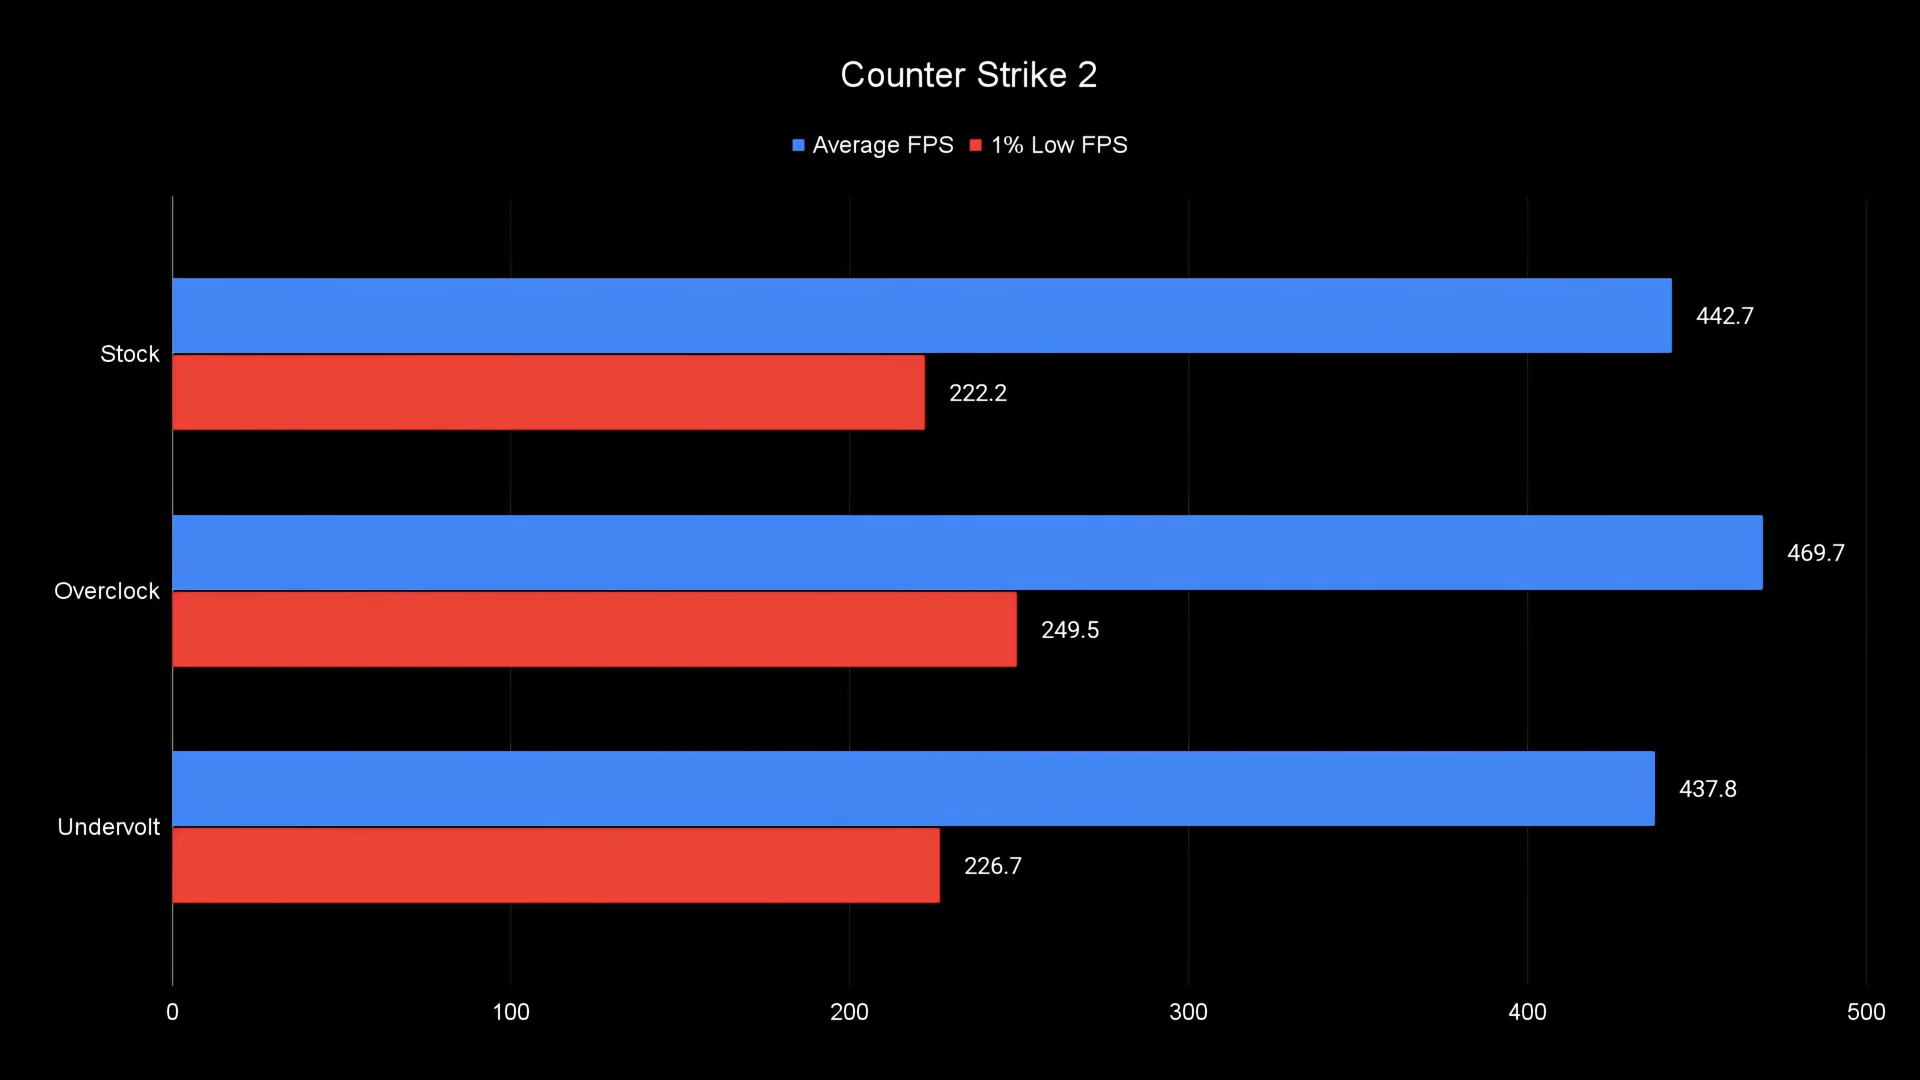 Counter Strike 2
Average FPS 1% Low FPS
442.7
Stock
222.2
469.7
Overclock
249.5
437.8
Undervolt
226.7
0 100 200 300 400 500